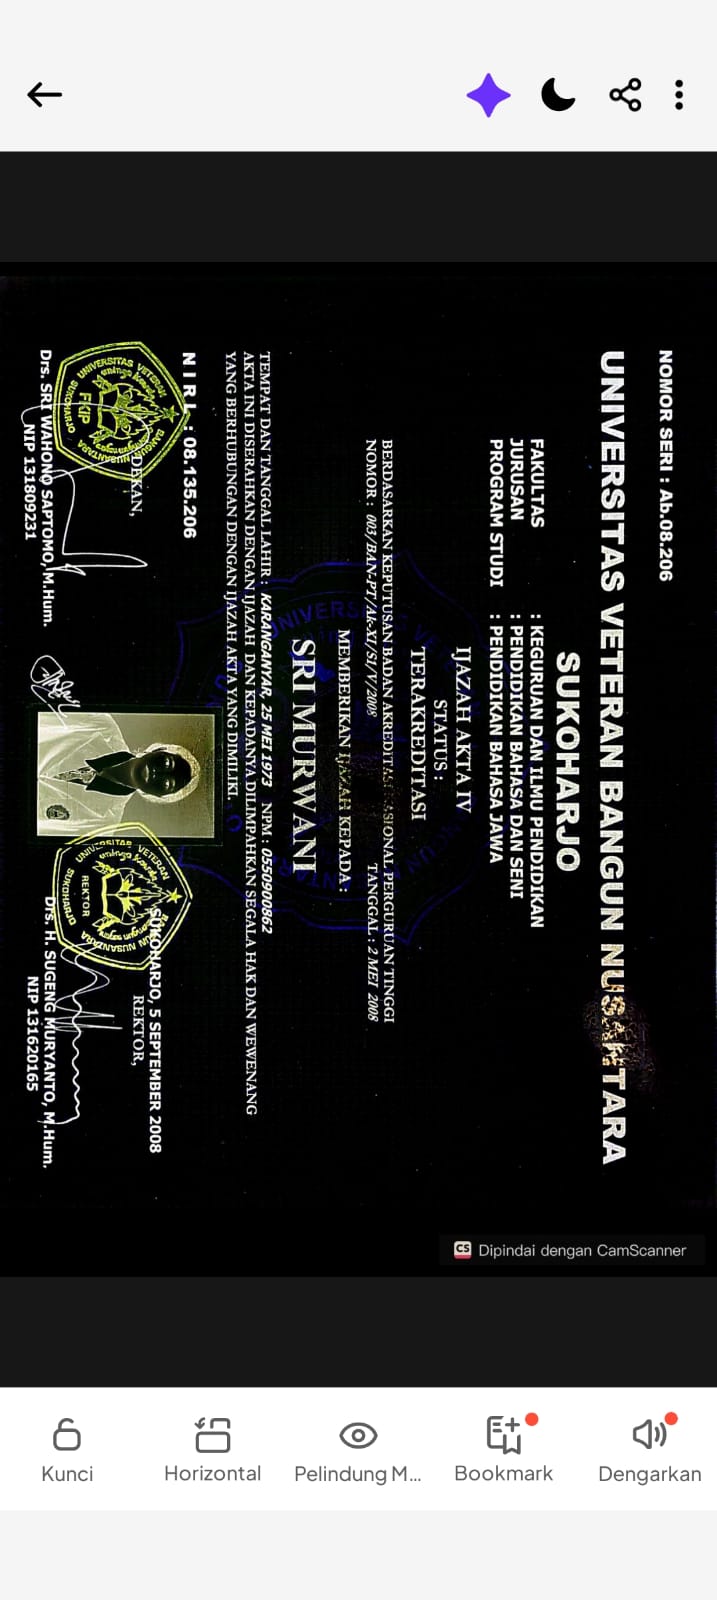 NOMOR SERI : Ab.08.206
UNIVERSITAS VETERAN BANGUN NUSANTARA
SUKOHARJO
FAKULTAS : KEGURUAN DAN ILMU PENDIDIKAN
JURUSAN : PENDIDIKAN BAHASA DAN SENI
PROGRAM STUDI : PENDIDIKAN BAHASA JAWA
IJAZAH AKTA IV
STATUS :
TERAKREDITASI
BERDASARKAN KEPUTUSAN BADAN AKREDITASI NASIONAL PERGURUAN TINGGI
NOMOR : 003/BAN-PT/Ak-XI/S1/V/2008 TANGGAL : 2 MEI 2008
MEMBERIKAN IJAZAH KEPADA :
SRI MURWANI
TEMPAT DAN TANGGAL LAHIR : KARANGANYAR, 25 MEI 1973 NPM : 0550900862
AKTA INI DISERAHKAN DENGAN IJAZAH DAN KEPADANYA DILIMPAHKAN SEGALA HAK DAN WEWENANG
YANG BERHUBUNGAN DENGAN IJAZAH AKTA YANG DIMILIKI
N I R L : 08.135.206
SUKOHARJO, 5 SEPTEMBER 2008
DEKAN,
REKTOR,
UNIVERSITAS VETERAN
BANGUN NUSANTARA
SUKOHARJO
FKIP
UNIVERSITAS VETERAN
BANGUN NUSANTARA
SUKOHARJO
REKTOR
Drs. SRI WAHONO SAPTOMO, M.Hum.
NIP 131809231
Drs. H. SUGENG MURYANTO, M.Hum.
NIP 131620165
CS Dipindai dengan CamScanner
Kunci
Horizontal
Pelindung M...
Bookmark
Dengarkan